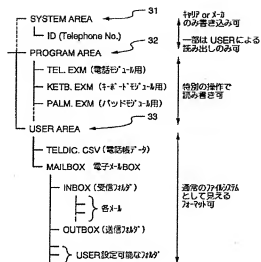 SYSTEM AREA 31
ID (Telephone No.)
ｷｬﾘｱ or ﾒｰｶ
のみ書き込み可
PROGRAM AREA 32
一部は USERによる
読み出しのみ可
TEL. EXM (電話ﾓｼﾞｭｰﾙ用)
KETB. EXM (ｷｰﾎﾞｰﾄﾞﾓｼﾞｭｰﾙ用)
PALM. EXM (ﾊﾟｯﾄﾞﾓｼﾞｭｰﾙ用)
特別の操作で
読み書き可
USER AREA 33
TELDIC. CSV (電話帳ﾃﾞｰﾀ)
MAILBOX 電子ﾒｰﾙBOX
INBOX (受信ﾌｫﾙﾀﾞ)
各ﾒｰﾙ
OUTBOX (送信ﾌｫﾙﾀﾞ)
USER設定可能なﾌｫﾙﾀﾞ
通常のﾌｧｲﾙｼｽﾃﾑ
として見える
ﾌｫｰﾏｯﾄ可